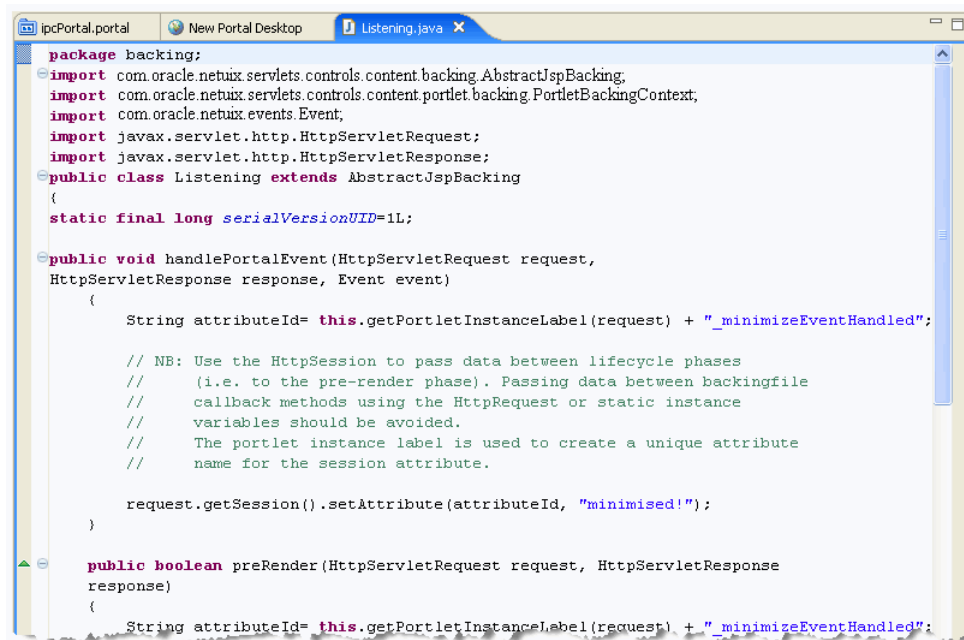 ipcPortal.portal New Portal Desktop Listening.java
package backing;
import com.oracle.netuix.servlets.controls.content.backing.AbstractJspBacking;
import com.oracle.netuix.servlets.controls.content.portlet.backing.PortletBackingContext;
import com.oracle.netuix.events.Event;
import javax.servlet.http.HttpServletRequest;
import javax.servlet.http.HttpServletResponse;
public class Listening extends AbstractJspBacking
{
static final long serialVersionUID=1L;
public void handlePortalEvent(HttpServletRequest request,
HttpServletResponse response, Event event)
{
String attributeId= this.getPortletInstanceLabel(request) + "_minimizeEventHandled";
// NB: Use the HttpSession to pass data between lifecycle phases
// (i.e. to the pre-render phase). Passing data between backingfile
// callback methods using the HttpRequest or static instance
// variables should be avoided.
// The portlet instance label is used to create a unique attribute
// name for the session attribute.
request.getSession().setAttribute(attributeId, "minimised!");
}
public boolean preRender(HttpServletRequest request, HttpServletResponse
response)
{
String attributeId= this.getPortletInstanceLabel(request) + "_minimizeEventHandled";